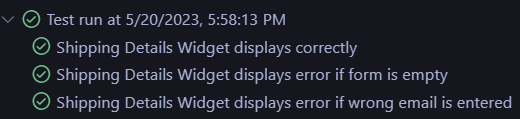 Test run at 5/20/2023, 5:58:13 PM
Shipping Details Widget displays correctly
Shipping Details Widget displays error if form is empty
Shipping Details Widget displays error if wrong email is entered